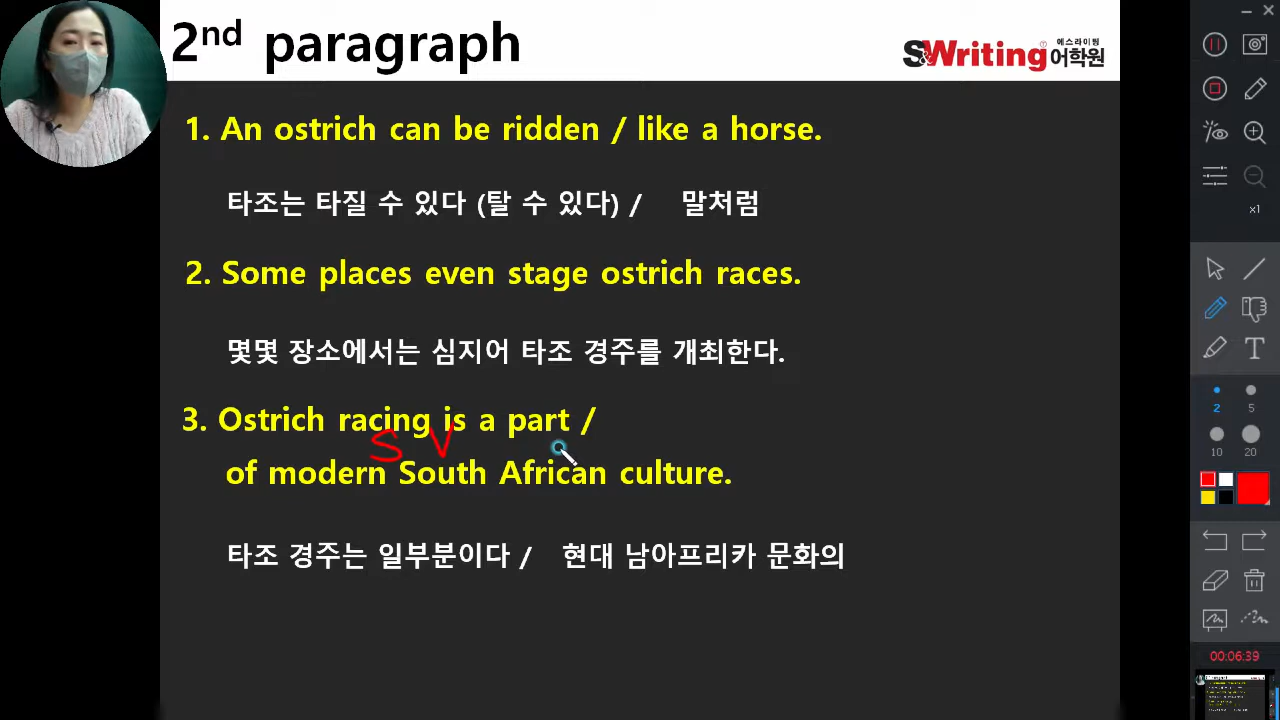 2nd paragraph
S&Writing 에스라이팅 어학원
1. An ostrich can be ridden / like a horse.
타조는 타질 수 있다 (탈 수 있다) / 말처럼
2. Some places even stage ostrich races.
몇몇 장소에서는 심지어 타조 경주를 개최한다.
3. Ostrich racing is a part /
S V
of modern South African culture.
타조 경주는 일부분이다 / 현대 남아프리카 문화의
x1
T
2 5
10 20
00:06:39